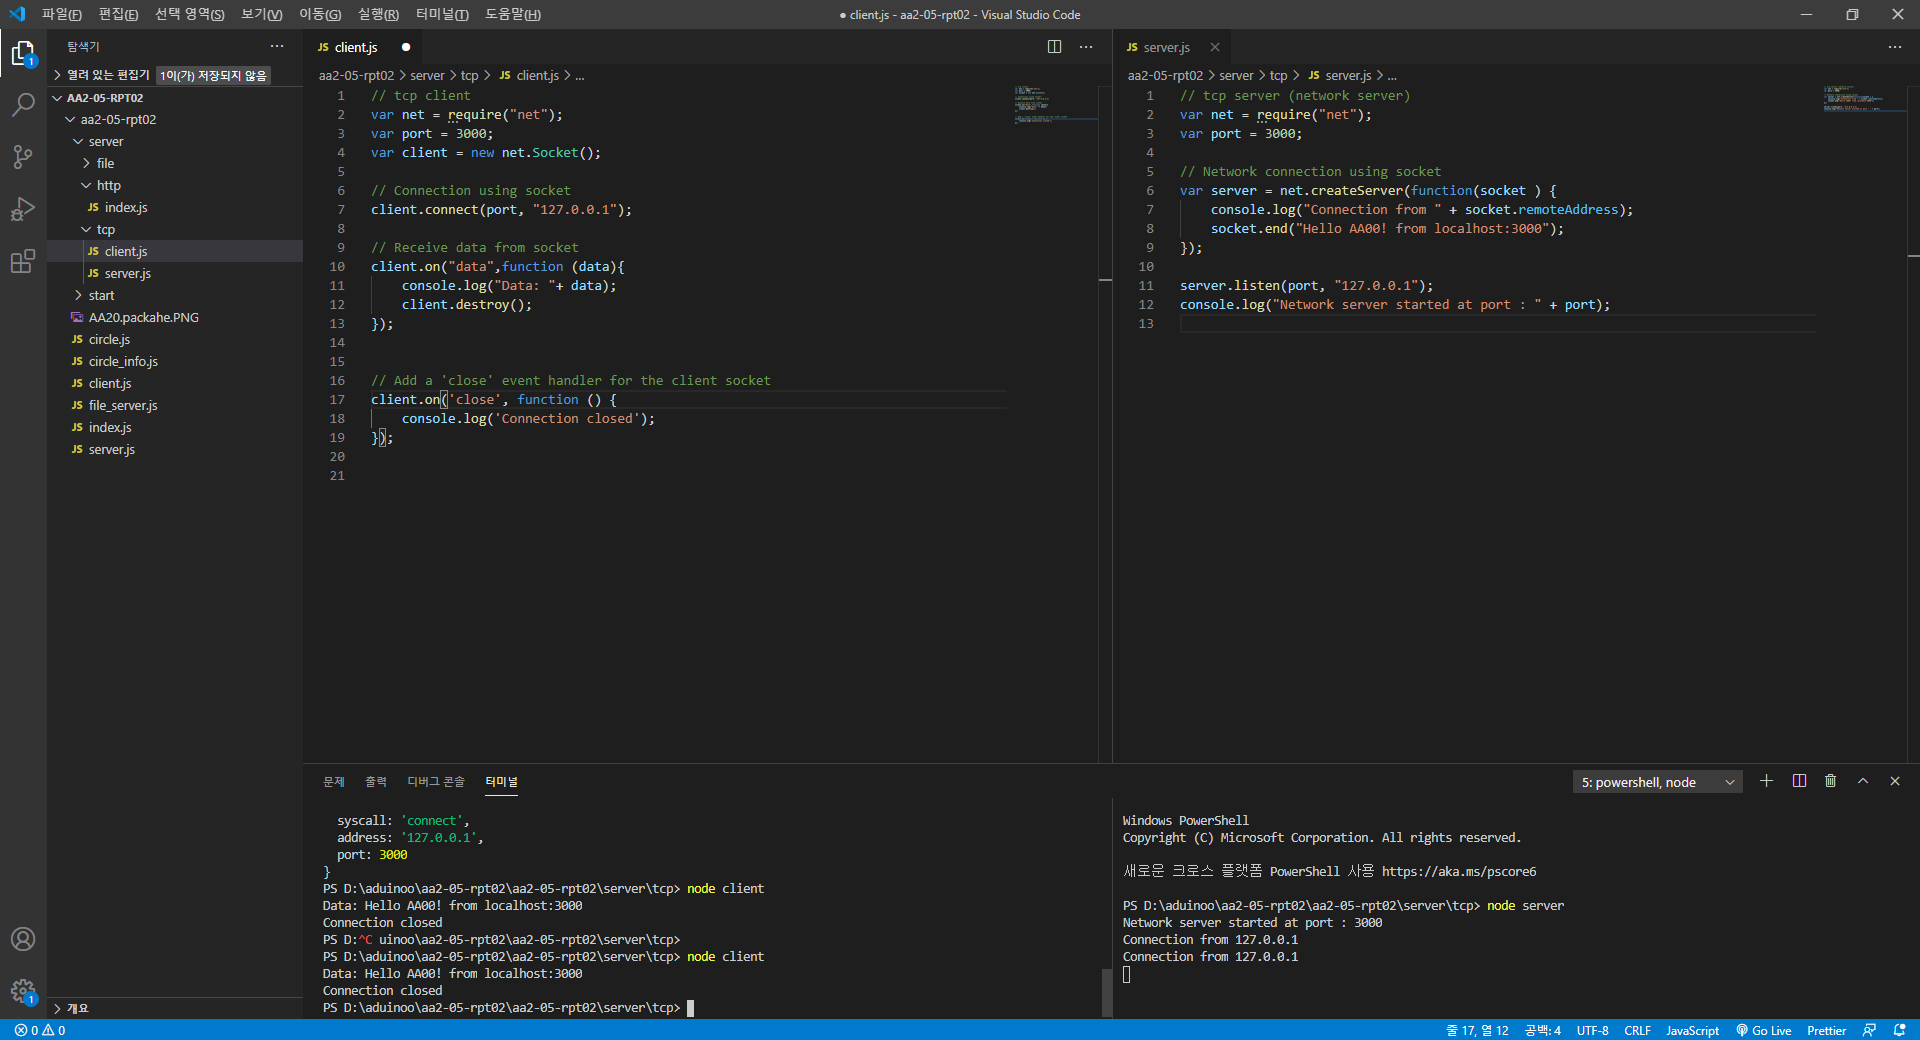 파일(F) 편집(E) 선택 영역(S) 보기(V) 이동(G) 실행(R) 터미널(T) 도움말(H)
● client.js - aa2-05-rpt02 - Visual Studio Code
탐색기
열려 있는 편집기 1이(가) 저장되지 않음
AA2-05-RPT02
aa2-05-rpt02
server
file
http
JS index.js
tcp
JS client.js
JS server.js
start
AA20.packahe.PNG
JS circle.js
JS circle_info.js
JS client.js
JS file_server.js
JS index.js
JS server.js
개요
1
1
JS client.js ●
aa2-05-rpt02 > server > tcp > JS client.js > ...
1 // tcp client
2 var net = require("net");
3 var port = 3000;
4 var client = new net.Socket();
5
6 // Connection using socket
7 client.connect(port, "127.0.0.1");
8
9 // Receive data from socket
10 client.on("data",function (data){
11     console.log("Data: "+ data);
12     client.destroy();
13 });
14
15
16 // Add a 'close' event handler for the client socket
17 client.on('close', function () {
18     console.log('Connection closed');
19 });
20
21
JS server.js
aa2-05-rpt02 > server > tcp > JS server.js > ...
1 // tcp server (network server)
2 var net = require("net");
3 var port = 3000;
4
5 // Network connection using socket
6 var server = net.createServer(function(socket ) {
7     console.log("Connection from " + socket.remoteAddress);
8     socket.end("Hello AA00! from localhost:3000");
9 });
10
11 server.listen(port, "127.0.0.1");
12 console.log("Network server started at port : " + port);
13
문제 출력 디버그 콘솔 터미널
5: powershell, node
  syscall: 'connect',
  address: '127.0.0.1',
  port: 3000
}
PS D:\aduinoo\aa2-05-rpt02\aa2-05-rpt02\server\tcp> node client
Data: Hello AA00! from localhost:3000
Connection closed
PS D:^C uinoo\aa2-05-rpt02\aa2-05-rpt02\server\tcp>
PS D:\aduinoo\aa2-05-rpt02\aa2-05-rpt02\server\tcp> node client
Data: Hello AA00! from localhost:3000
Connection closed
PS D:\aduinoo\aa2-05-rpt02\aa2-05-rpt02\server\tcp>
Windows PowerShell
Copyright (C) Microsoft Corporation. All rights reserved.
새로운 크로스 플랫폼 PowerShell 사용 https://aka.ms/pscore6
PS D:\aduinoo\aa2-05-rpt02\aa2-05-rpt02\server\tcp> node server
Network server started at port : 3000
Connection from 127.0.0.1
Connection from 127.0.0.1
0 0
줄 17, 열 12 공백: 4 UTF-8 CRLF JavaScript Go Live Prettier